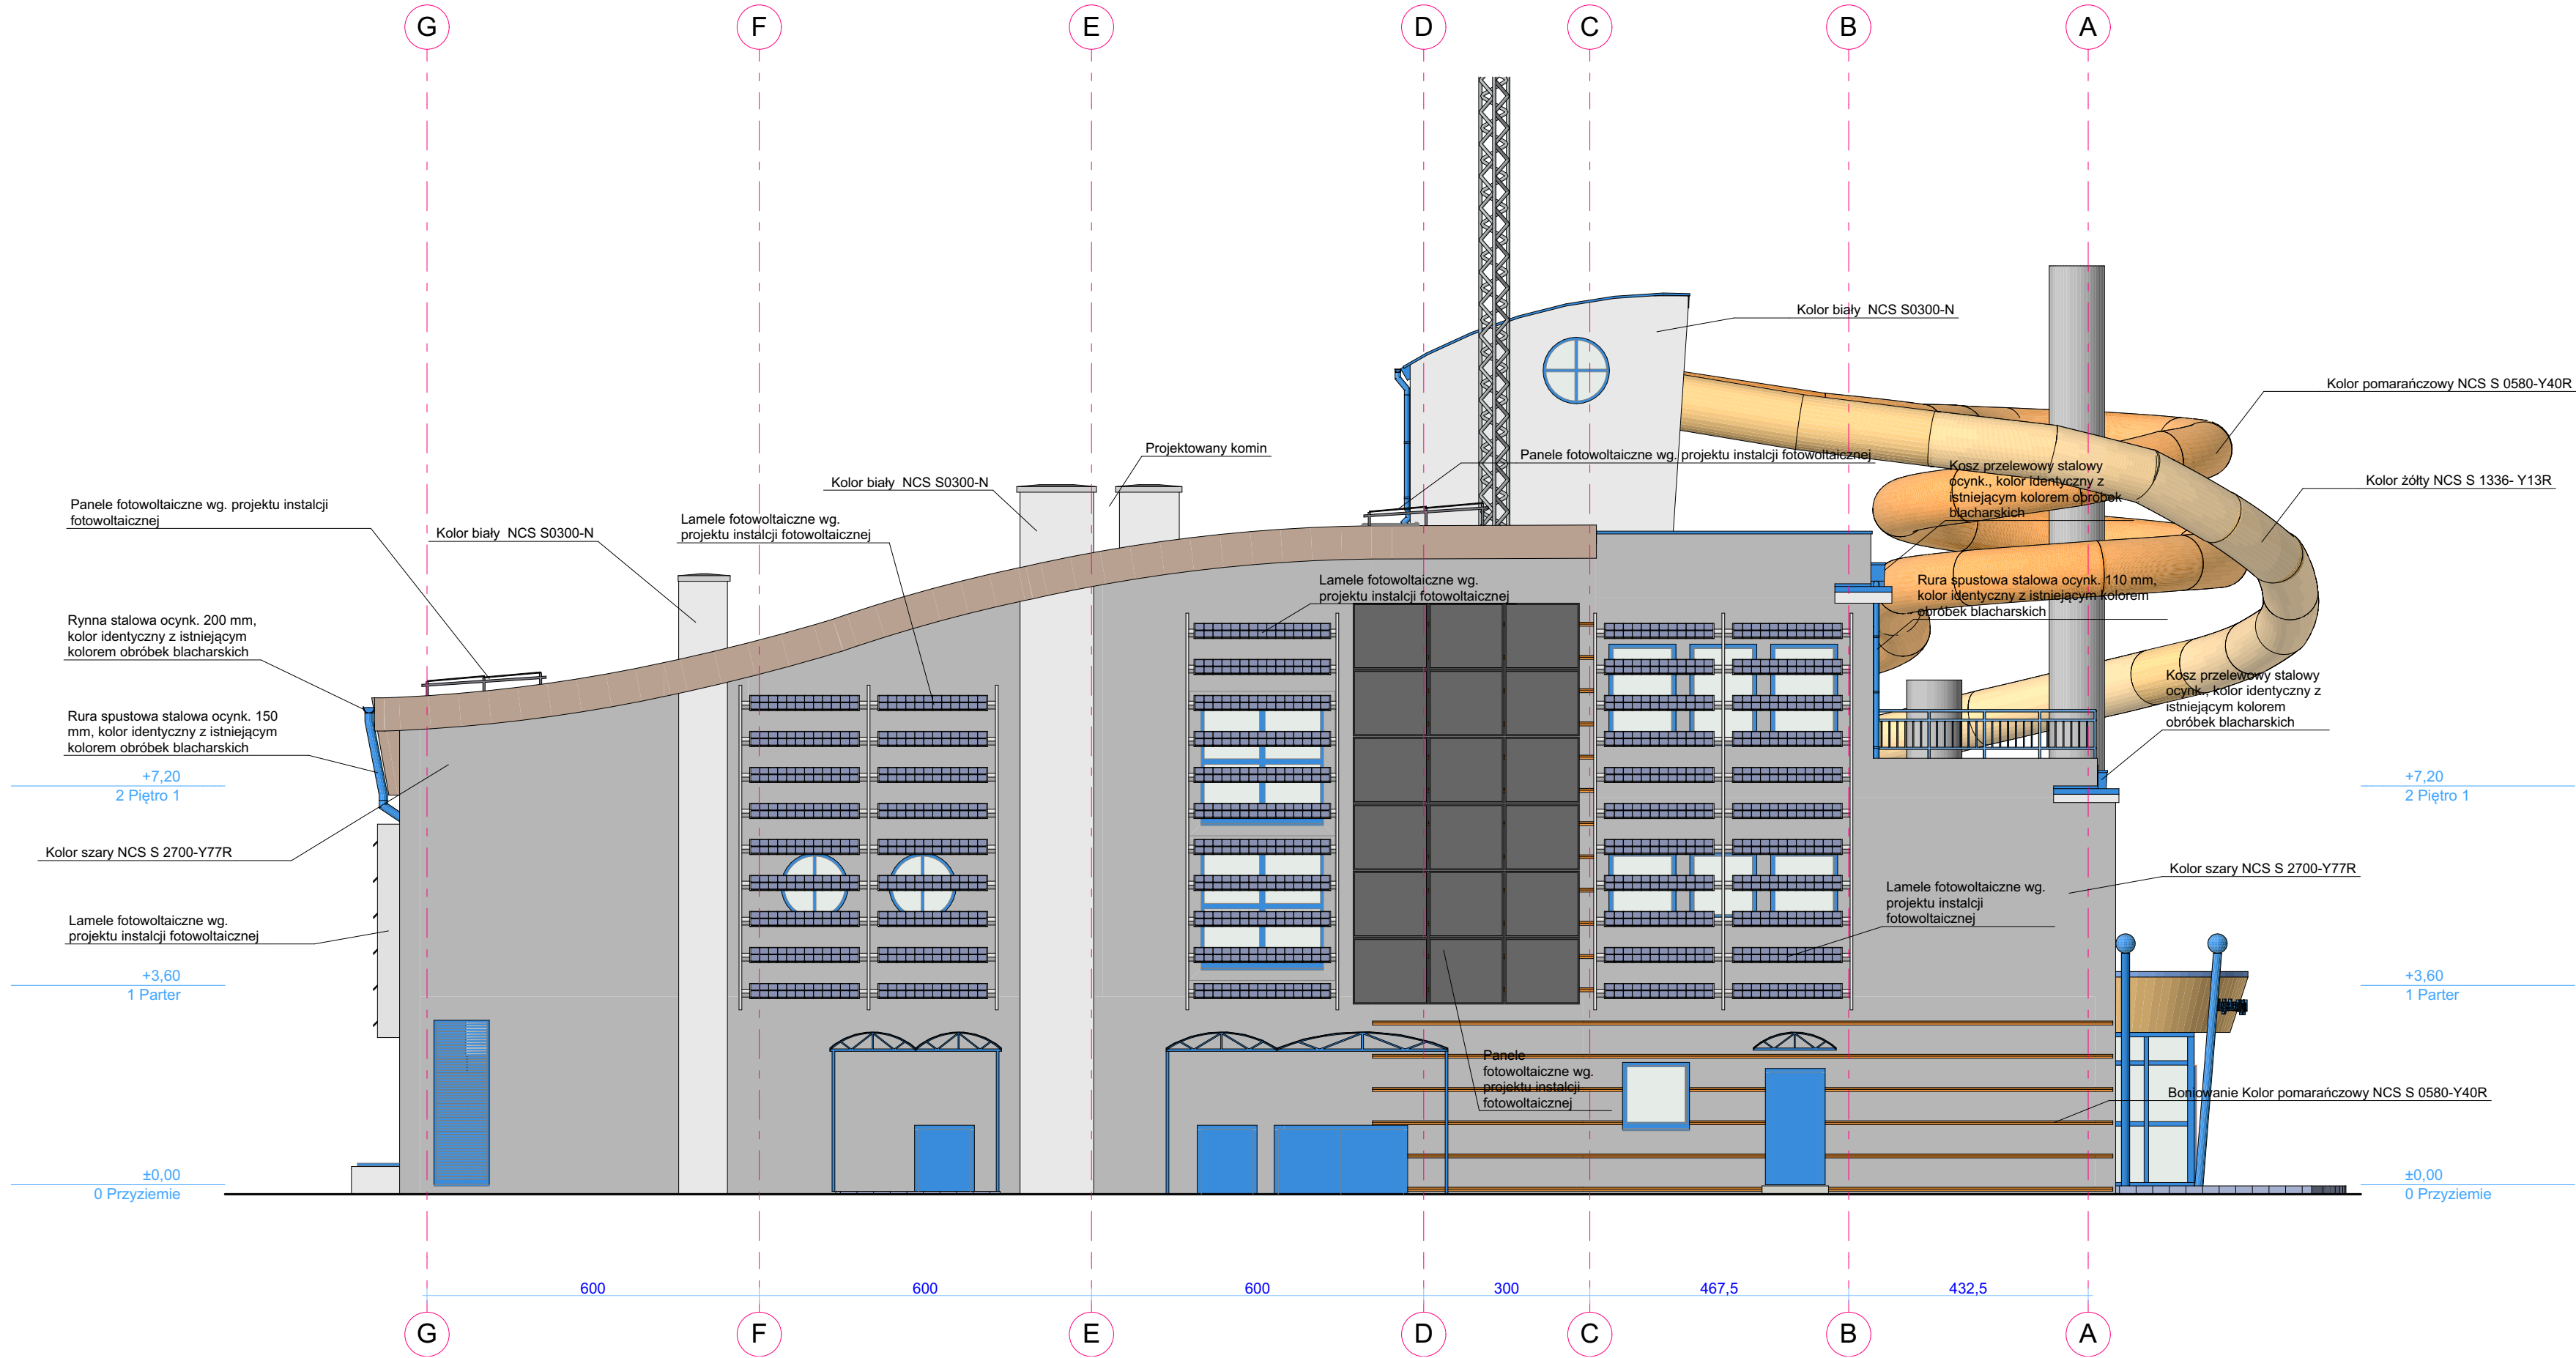 G
F
E
D
C
B
A
Kolor biały NCS S0300-N
Kolor pomarańczowy NCS S 0580-Y40R
Projektowany komin
Panele fotowoltaiczne wg. projektu instalcji fotowoltaicznej
Kosz przelewowy stalowy
ocynk., kolor identyczny z
istniejącym kolorem obróbek
blacharskich
Kolor żółty NCS S 1336- Y13R
Kolor biały NCS S0300-N
Panele fotowoltaiczne wg. projektu instalcji
fotowoltaicznej
Lamele fotowoltaiczne wg.
projektu instalcji fotowoltaicznej
Kolor biały NCS S0300-N
Lamele fotowoltaiczne wg.
projektu instalcji fotowoltaicznej
Rura spustowa stalowa ocynk. 110 mm,
kolor identyczny z istniejącym kolorem
obróbek blacharskich
Rynna stalowa ocynk. 200 mm,
kolor identyczny z istniejącym
kolorem obróbek blacharskich
Kosz przelewowy stalowy
ocynk., kolor identyczny z
istniejącym kolorem
obróbek blacharskich
Rura spustowa stalowa ocynk. 150
mm, kolor identyczny z istniejącym
kolorem obróbek blacharskich
+7,20
2 Piętro 1
+7,20
2 Piętro 1
Kolor szary NCS S 2700-Y77R
Kolor szary NCS S 2700-Y77R
Lamele fotowoltaiczne wg.
projektu instalcji
fotowoltaicznej
Lamele fotowoltaiczne wg.
projektu instalcji fotowoltaicznej
+3,60
1 Parter
+3,60
1 Parter
Panele
fotowoltaiczne wg.
projektu instalcji
fotowoltaicznej
Boniowanie Kolor pomarańczowy NCS S 0580-Y40R
±0,00
0 Przyziemie
±0,00
0 Przyziemie
600
600
600
300
467,5
432,5
G
F
E
D
C
B
A